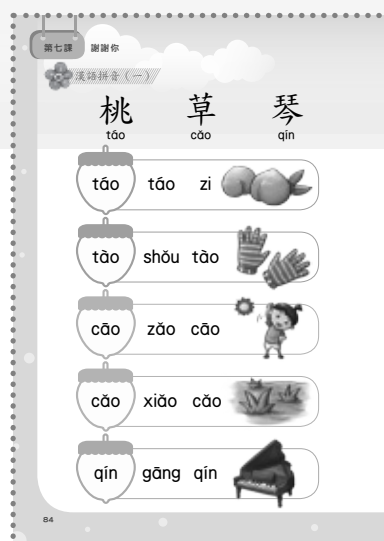 第七課 謝謝你
漢語拼音（一）
桃 草 琴
táo cǎo qín
táo táo zi
tào shǒu tào
cāo zǎo cāo
cǎo xiǎo cǎo
qín gāng qín
84